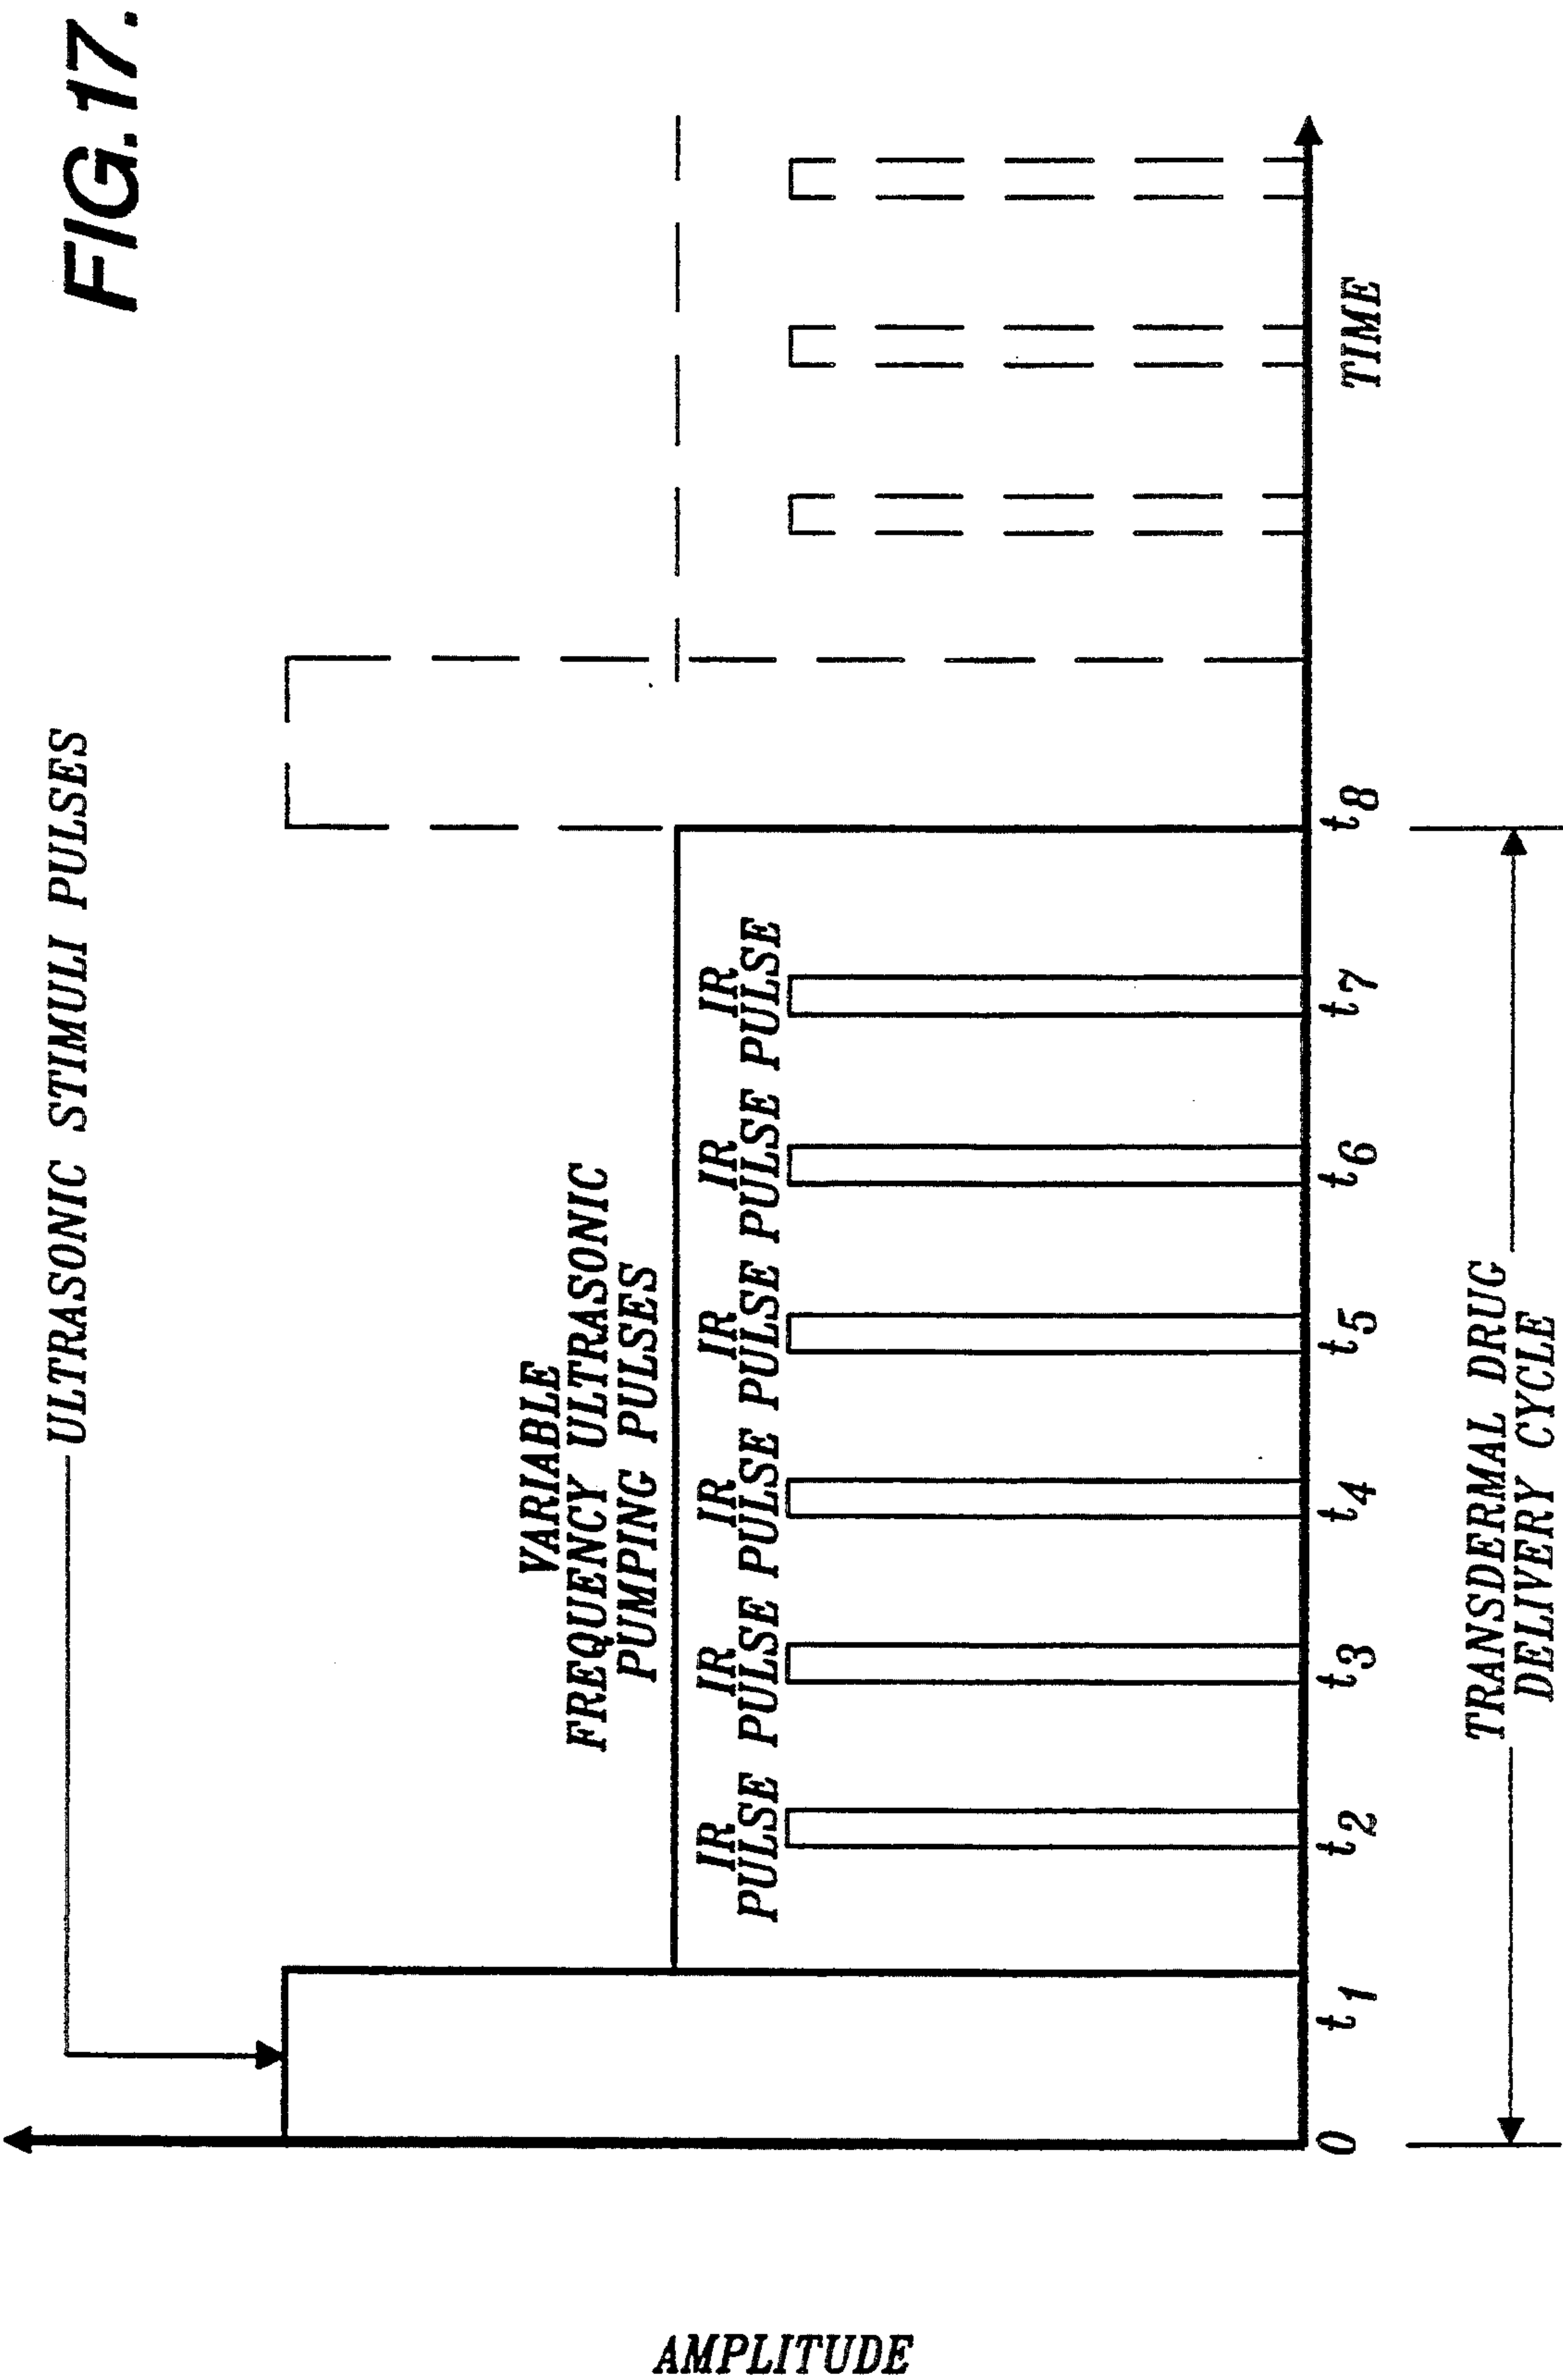 FIG.17.
ULTRASONIC STIMULI PULSES
VARIABLE
FREQUENCY ULTRASONIC
PUMPING PULSES
IR IR IR IR IR IR
PULSE PULSE PULSE PULSE PULSE PULSE
AMPLITUDE
0 t1 t2 t3 t4 t5 t6 t7 t8
TIME
TRANSDERMAL DRUG
DELIVERY CYCLE